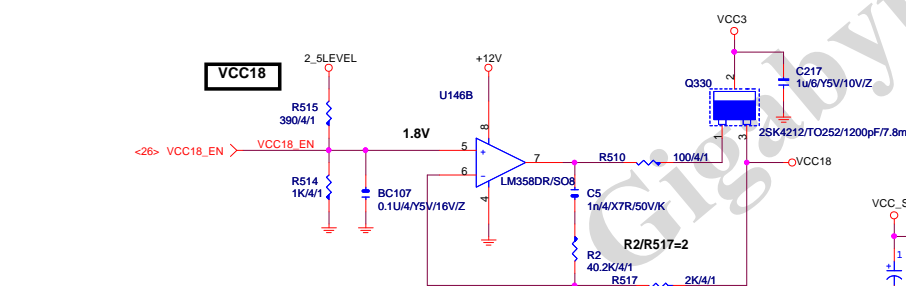 VCC3
2_5LEVEL
+12V
VCC18
C217
1u/6/Y5V/10V/Z
Q330
2
U146B
R515
390/4/1
1.8V
8
2SK4212/TO252/1200pF/7.8m
1
3
<26> VCC18_EN
VCC18_EN
5
+
7
R510
100/4/1
VCC18
6
-
LM358DR/SO8
R514
1K/4/1
BC107
0.1U/4/Y5V/16V/Z
4
C5
1n/4/X7R/50V/K
VCC_S
R2/R517=2
R2
40.2K/4/1
R517
2K/4/1
1
+
Gigaby